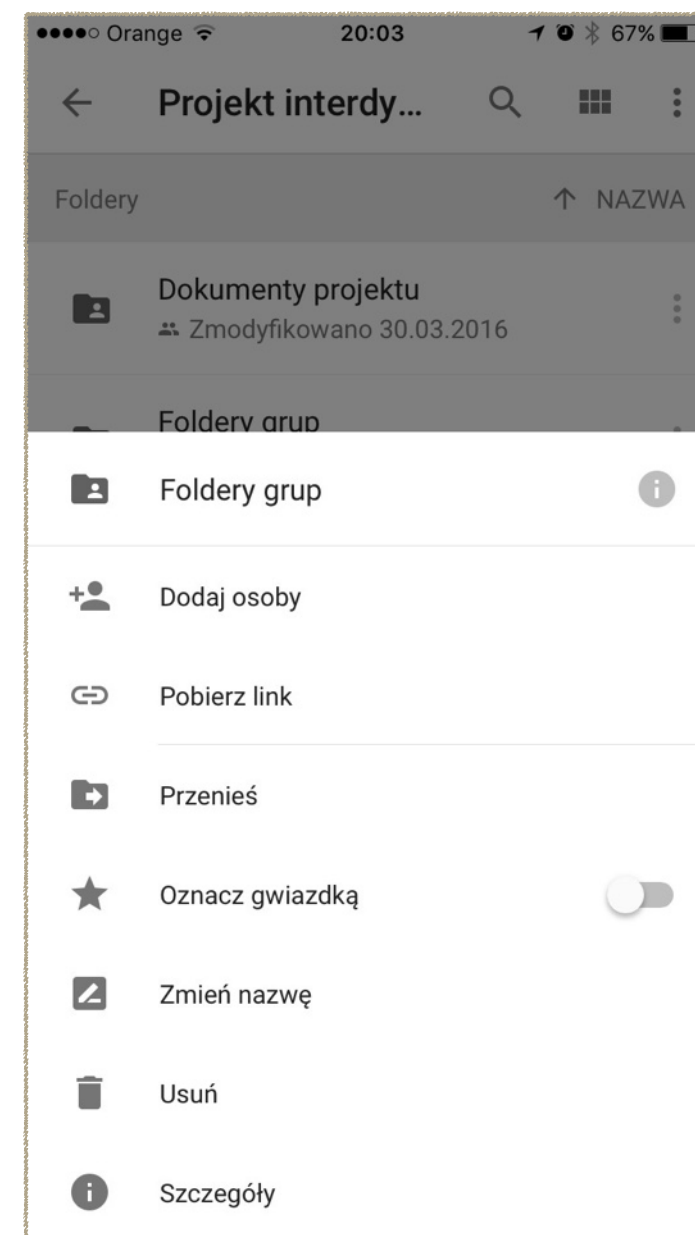 Orange 20:03 67%
Projekt interdy...
Foldery NAZWA
Dokumenty projektu
Zmodyfikowano 30.03.2016
Foldery grup
Foldery grup
Dodaj osoby
Pobierz link
Przenieś
Oznacz gwiazdką
Zmień nazwę
Usuń
Szczegóły